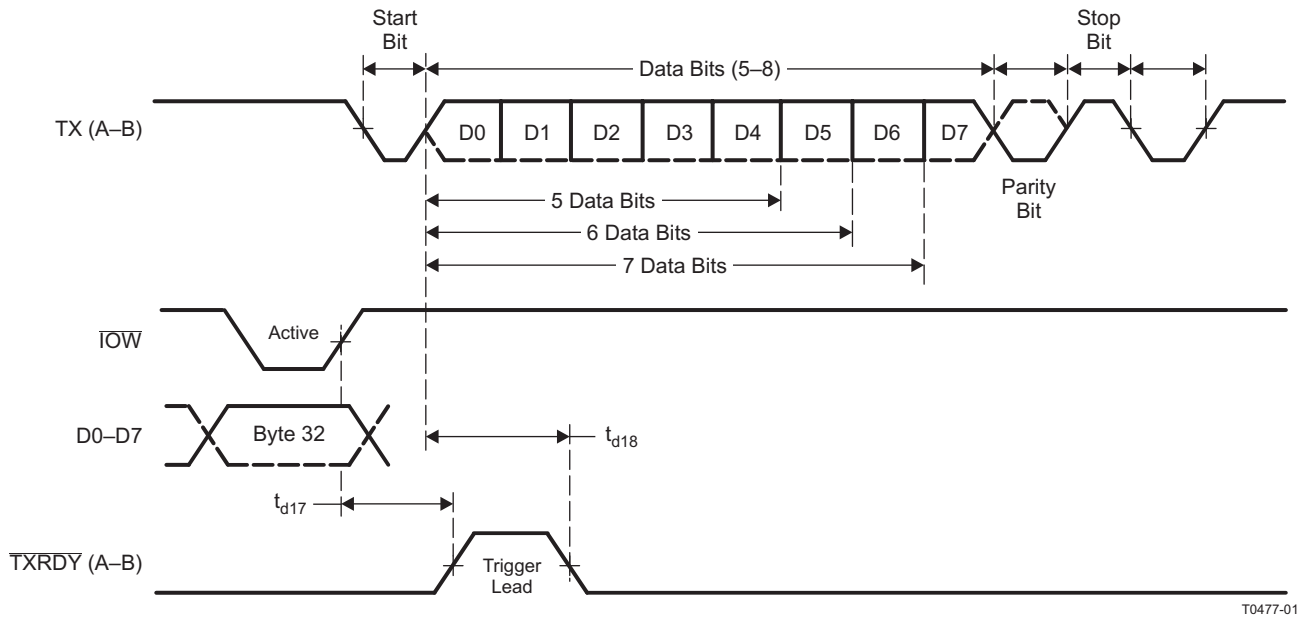 Start
Bit
Stop
Bit
Data Bits (5–8)
TX (A–B)
D0 D1 D2 D3 D4 D5 D6 D7
Parity
Bit
5 Data Bits
6 Data Bits
7 Data Bits
IOW
Active
D0–D7
Byte 32
td18
td17
TXRDY (A–B)
Trigger
Lead
T0477-01